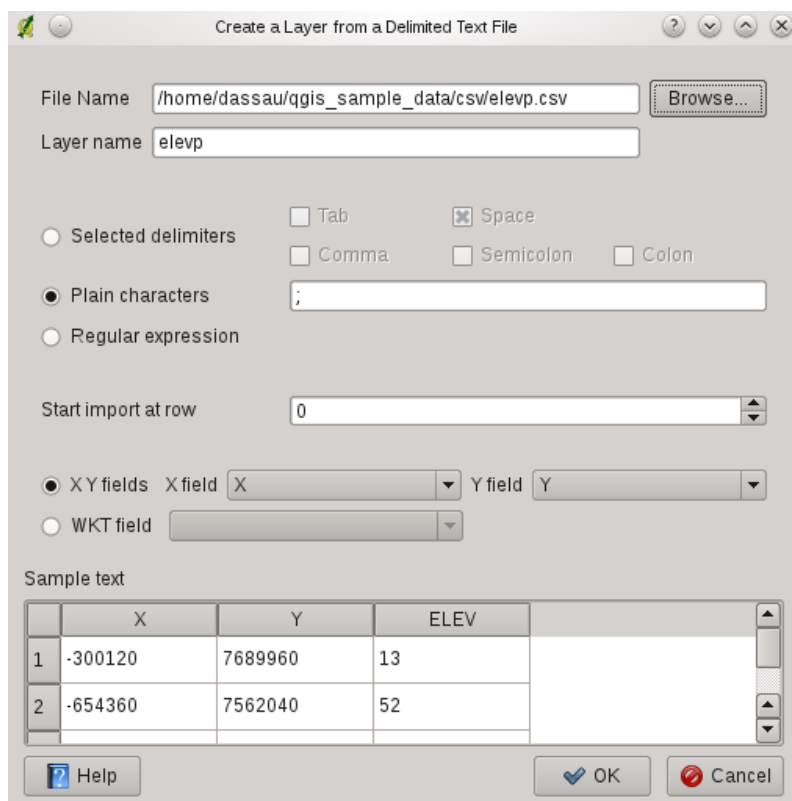 Create a Layer from a Delimited Text File
File Name /home/dassau/qgis_sample_data/csv/elevp.csv Browse...
Layer name elevp
Tab Space
Selected delimiters
Comma Semicolon Colon
Plain characters ;
Regular expression
Start import at row 0
X Y fields X field X Y field Y
WKT field
Sample text
X Y ELEV
1 -300120 7689960 13
2 -654360 7562040 52
Help OK Cancel